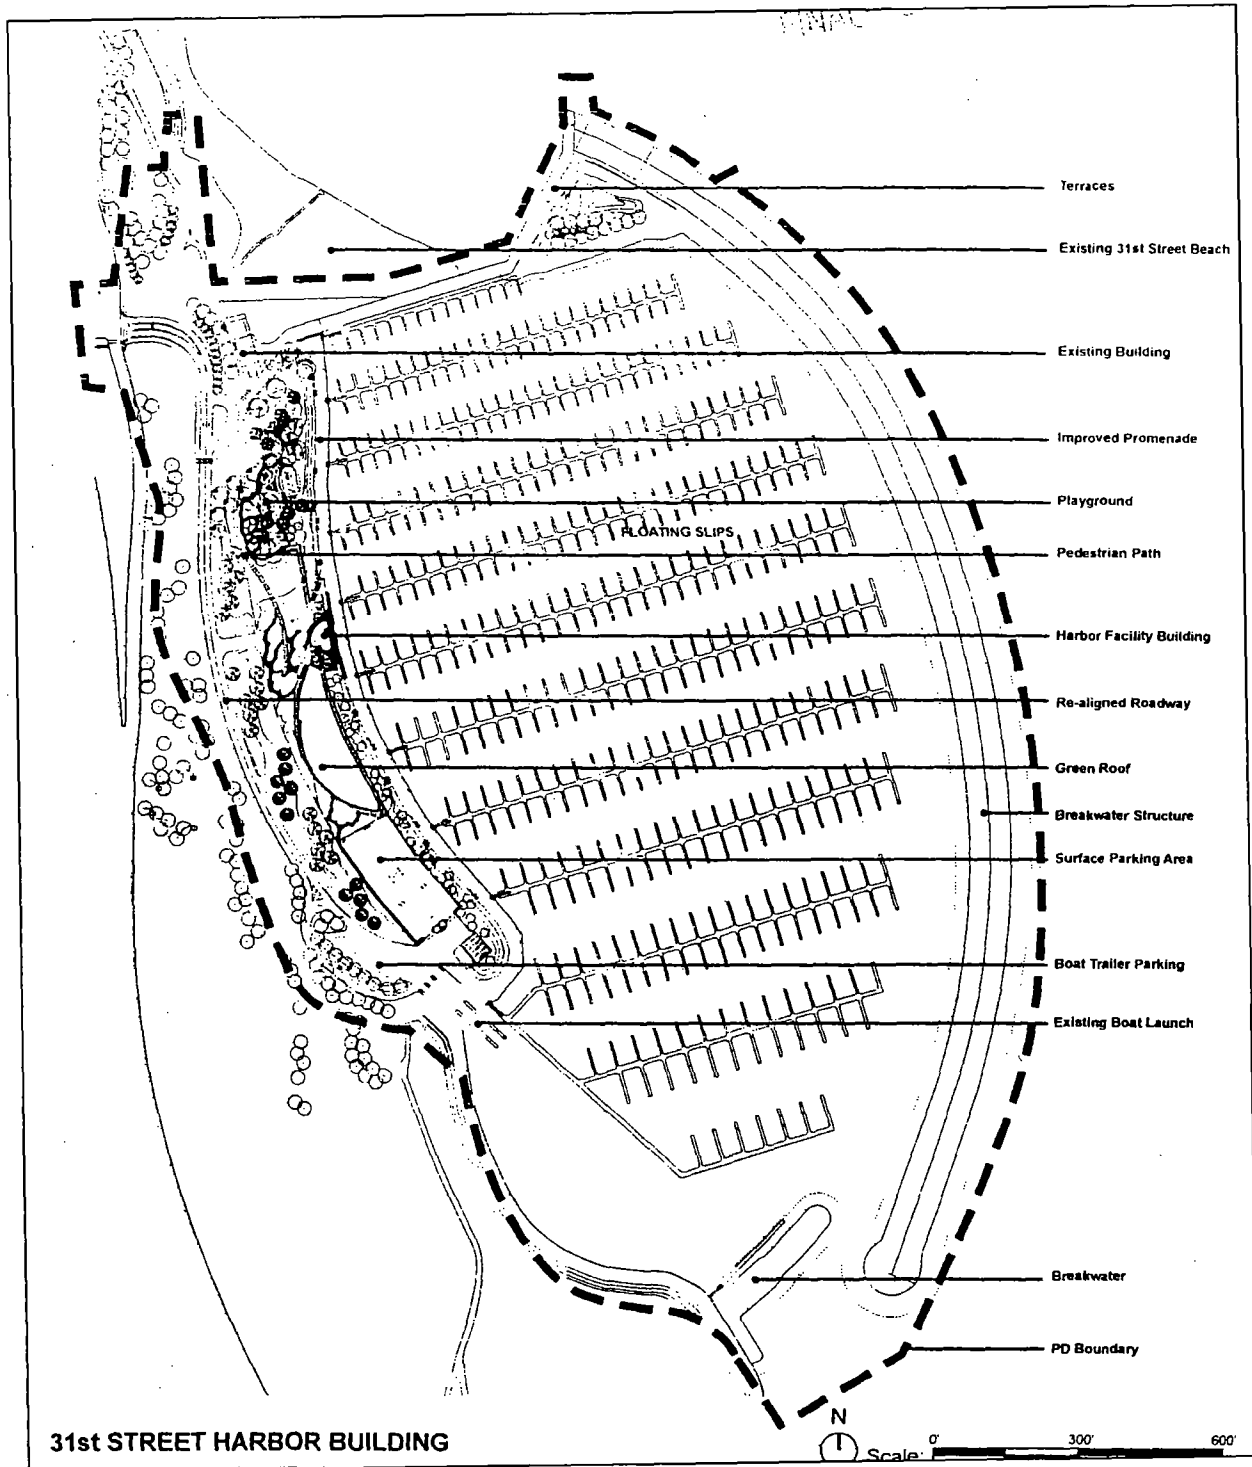 FINAL
Terraces
Existing 31st Street Beach
Existing Building
Improved Promenade
Playground
FLOATING SLIPS
Pedestrian Path
Harbor Facility Building
Re-aligned Roadway
Green Roof
Breakwater Structure
Surface Parking Area
Boat Trailer Parking
Existing Boat Launch
Breakwater
PD Boundary
N
31st STREET HARBOR BUILDING
Scale: 0' 300' 600'